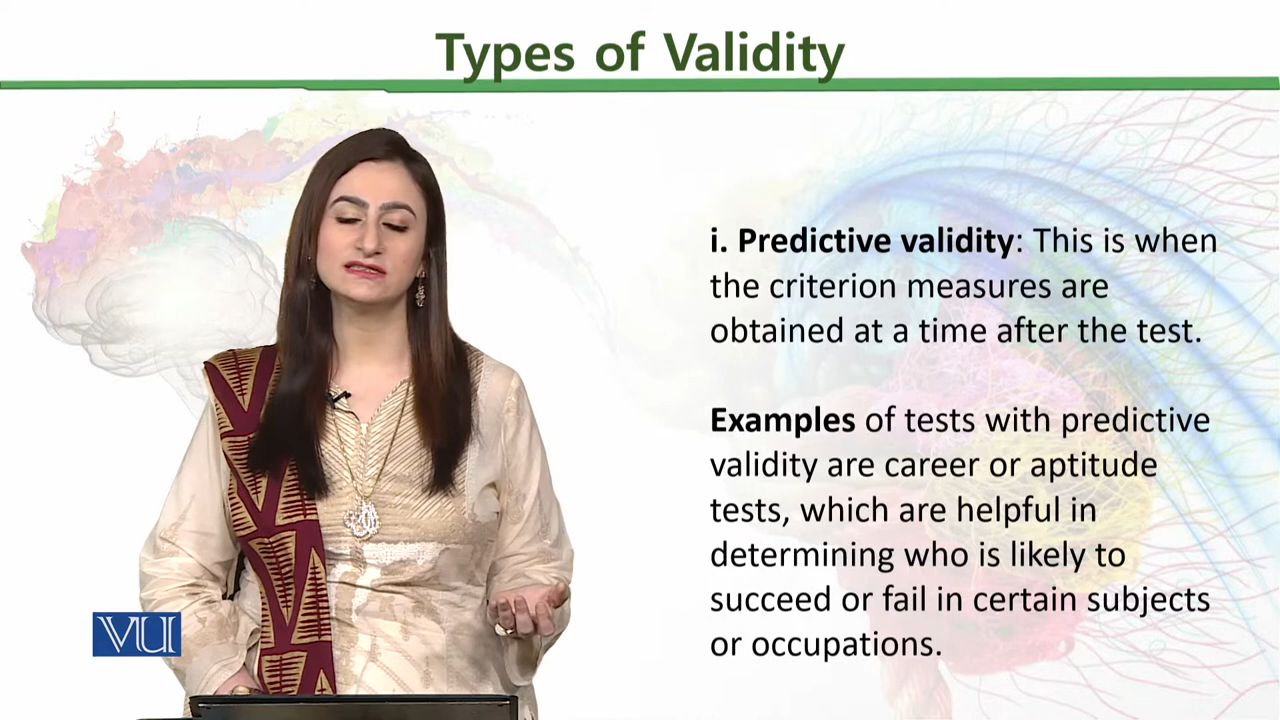 Types of Validity
i. Predictive validity: This is when
the criterion measures are
obtained at a time after the test.
Examples of tests with predictive
validity are career or aptitude
tests, which are helpful in
determining who is likely to
succeed or fail in certain subjects
or occupations.
VU